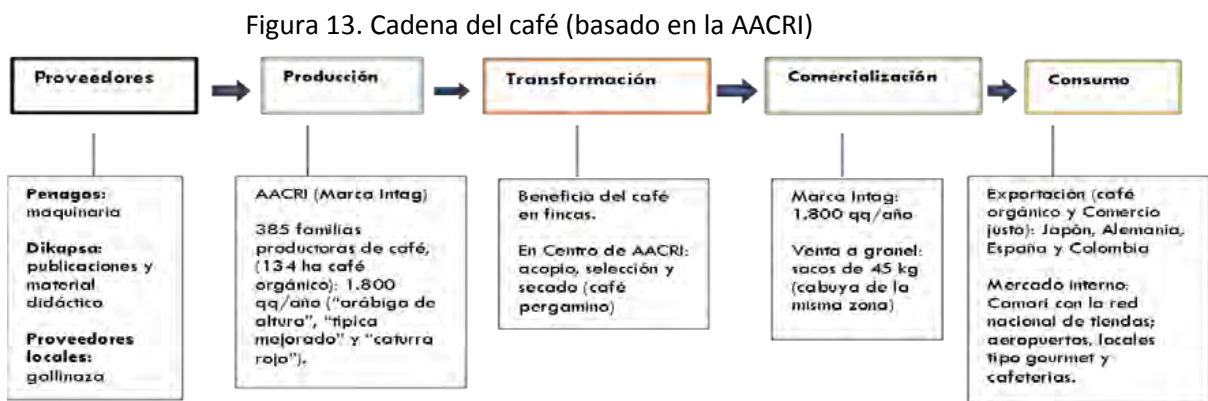 Figura 13. Cadena del café (basado en la AACRI)
Proveedores
Producción
Transformación
Comercialización
Consumo
Penagos:
maquinaria
Dikapsa:
publicaciones y
material
didáctico
Proveedores
locales:
gallinaza
AACRI (Marca Intag)
385 familias
productoras de café,
(134 ha café
orgánico): 1.800
qq/año (“arábiga de
altura”, “típica
mejorado” y “caturra
rojo”).
Beneficio del café
en fincas.
En Centro de AACRI:
acopio, selección y
secado (café
pergamino)
Marca Intag:
1.800 qq/año
Venta a granel:
sacos de 45 kg
(cabuya de la
misma zona)
Exportación (café
orgánico y Comercio
justo): Japón, Alemania,
España y Colombia
Mercado interno:
Camari con la red
nacional de tiendas;
aeropuertos, locales
tipo gourmet y
cafeterías.